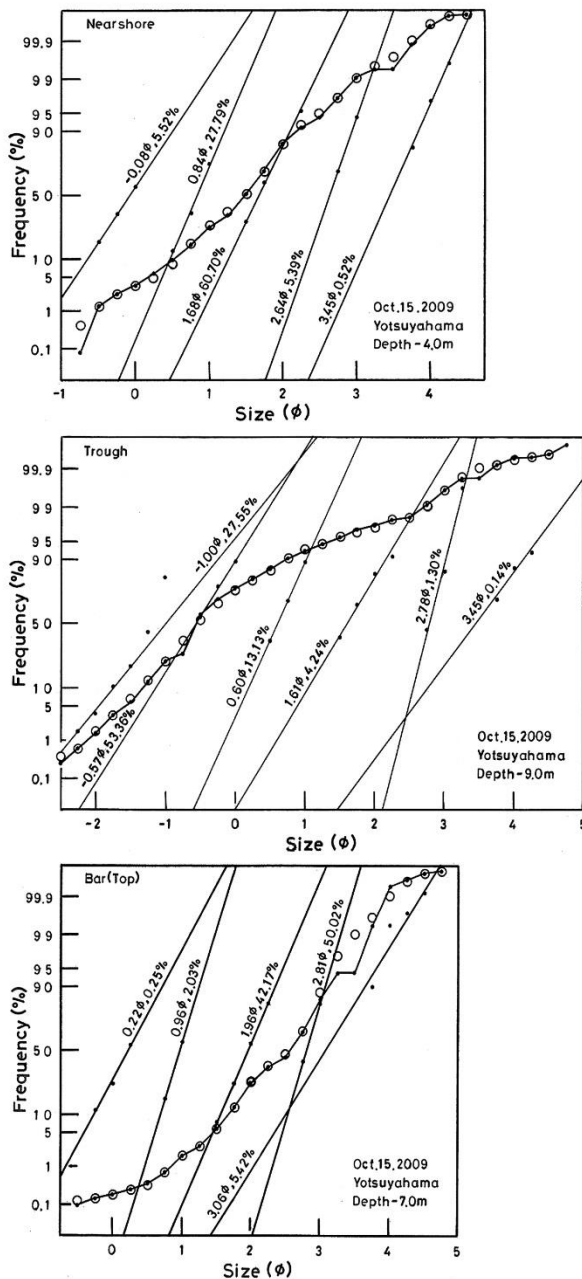 Nearshore
Frequency (%)
99,9
99
95
90
50
10
5
1
0,1
-0.08φ,5.52%
0.84φ,27.79%
1.68φ,60.70%
2.64φ,5.39%
3.45φ,0.52%
Oct,15,2009
Yotsuyahama
Depth-4,0m
-1 0 1 2 3 4
Size (φ)
Trough
Frequency (%)
99,9
99
95
90
50
10
5
1
0,1
-1.00φ,27.55%
-0.57φ,53.36%
0.60φ,13.13%
1.61φ,4.24%
2.78φ,1.30%
3.45φ,0.14%
Oct,15,2009
Yotsuyahama
Depth-9,0m
-2 -1 0 1 2 3 4 5
Size (φ)
Bar(Top)
Frequency (%)
99,9
99
95
90
50
10
5
1
0,1
0.22φ,0.25%
0.96φ,2.03%
1.96φ,42.17%
2.81φ,50.02%
3.06φ,5.42%
Oct,15,2009
Yotsuyahama
Depth-7,0m
0 1 2 3 4 5
Size (φ)